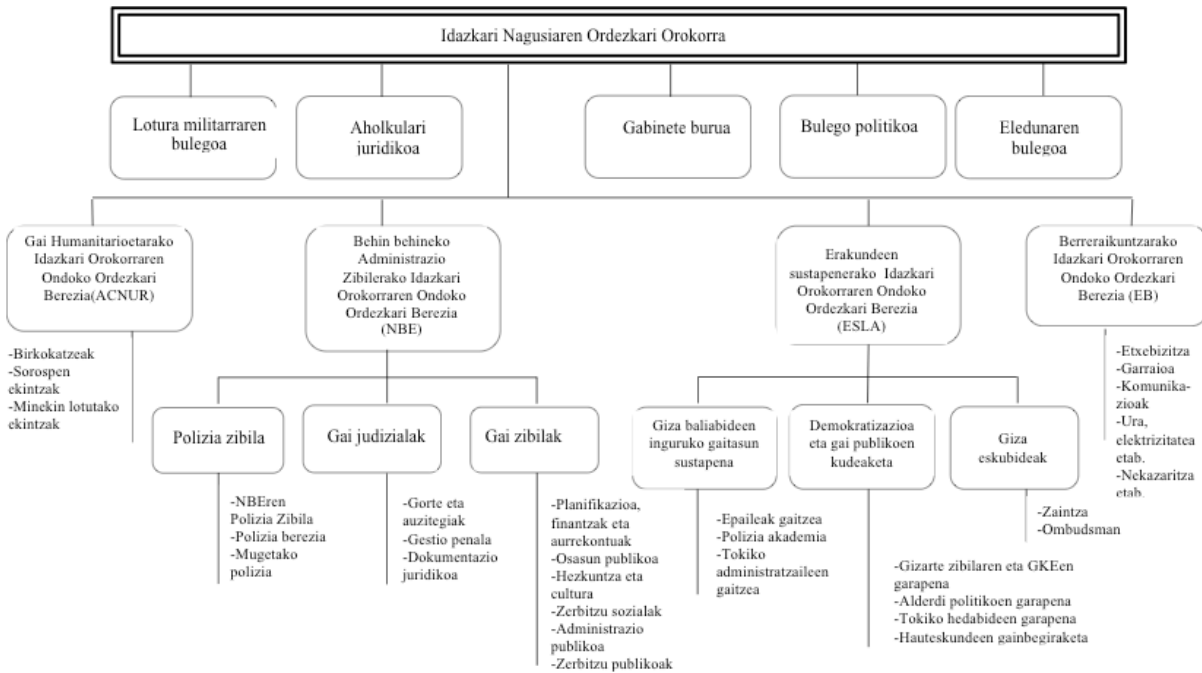 Idazkari Nagusiaren Ordezkari Orokorra
Lotura militarraren
bulegoa
Aholkulari
juridikoa
Gabinete burua
Bulego politikoa
Eledunaren
bulegoa
Gai Humanitarioetarako
Idazkari Orokorraren
Ondoko Ordezkari
Berezia(ACNUR)
-Birkokatzeak
-Sorospen
ekintzak
-Minekin lotutako
ekintzak
Behin behineko
Administrazio
Zibilerako Idazkari
Orokorraren Ondoko
Ordezkari Berezia
(NBE)
Polizia zibila
-NBEren
Polizia Zibila
-Polizia berezia
-Mugetako
polizia
Gai judizialak
-Gorte eta
auzitegiak
-Gestio penala
-Dokumentazio
juridikoa
Gai zibilak
-Planifikazioa,
finantzak eta
aurrekontuak
-Osasun publikoa
-Hezkuntza eta
cultura
-Zerbitzu sozialak
-Administrazio
publikoa
-Zerbitzu publikoak
Erakundeen
sustapenerako Idazkari
Orokorraren Ondoko
Ordezkari Berezia
(ESLA)
Giza baliabideen
inguruko gaitasun
sustapena
-Epaileak gaitzea
-Polizia akademia
-Tokiko
administratzaileen
gaitzea
Demokratizazioa
eta gai publikoen
kudeaketa
-Gizarte zibilaren eta GKEen
garapena
-Alderdi politikoen garapena
-Tokiko hedabideen garapena
-Hauteskundeen gainbegiraketa
Giza
eskubideak
-Zaintza
-Ombudsman
Berreraikuntzarako
Idazkari Orokorraren
Ondoko Ordezkari
Berezia (EB)
-Etxebizitza
-Garraioa
-Komunika-
zioak
-Ura,
elektrizitatea
etab.
-Nekazaritza
etab.